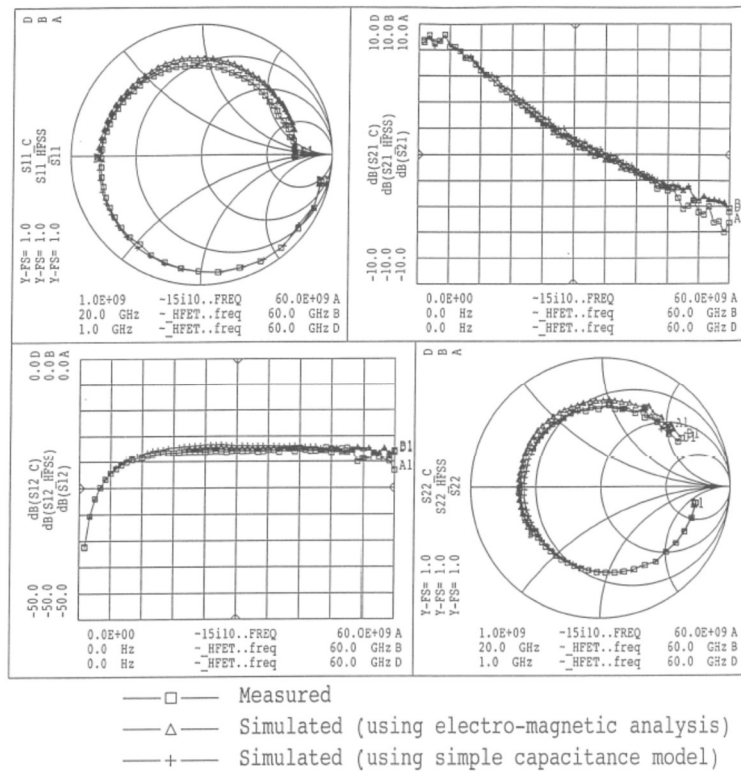 D B A
S11_C
S11_HPSS
S11
Y-FS= 1.0
Y-FS= 1.0
Y-FS= 1.0
1.0E+09 ~15i10..FREQ 60.0E+09 A
20.0 GHz ~_HFET..freq 60.0 GHz B
1.0 GHz ~_HFET..freq 60.0 GHz D
10.0 D
10.0 B
10.0 A
dB(S21_C)
dB(S21_HPSS)
dB(S21)
-10.0
-10.0
-10.0
B
A
0.0E+00 ~15i10..FREQ 60.0E+09 A
0.0 Hz ~_HFET..freq 60.0 GHz B
0.0 Hz ~_HFET..freq 60.0 GHz D
0.0 D
0.0 B
0.0 A
dB(S12_C)
dB(S12_HPSS)
dB(S12)
-50.0
-50.0
-50.0
B1
A1
0.0E+00 ~15i10..FREQ 60.0E+09 A
0.0 Hz ~_HFET..freq 60.0 GHz B
0.0 Hz ~_HFET..freq 60.0 GHz D
D B A
S22_C
S22_HPSS
S22
Y-FS= 1.0
Y-FS= 1.0
Y-FS= 1.0
1.0E+09 ~15i10..FREQ 60.0E+09 A
20.0 GHz ~_HFET..freq 60.0 GHz B
1.0 GHz ~_HFET..freq 60.0 GHz D
Measured
Simulated (using electro-magnetic analysis)
Simulated (using simple capacitance model)